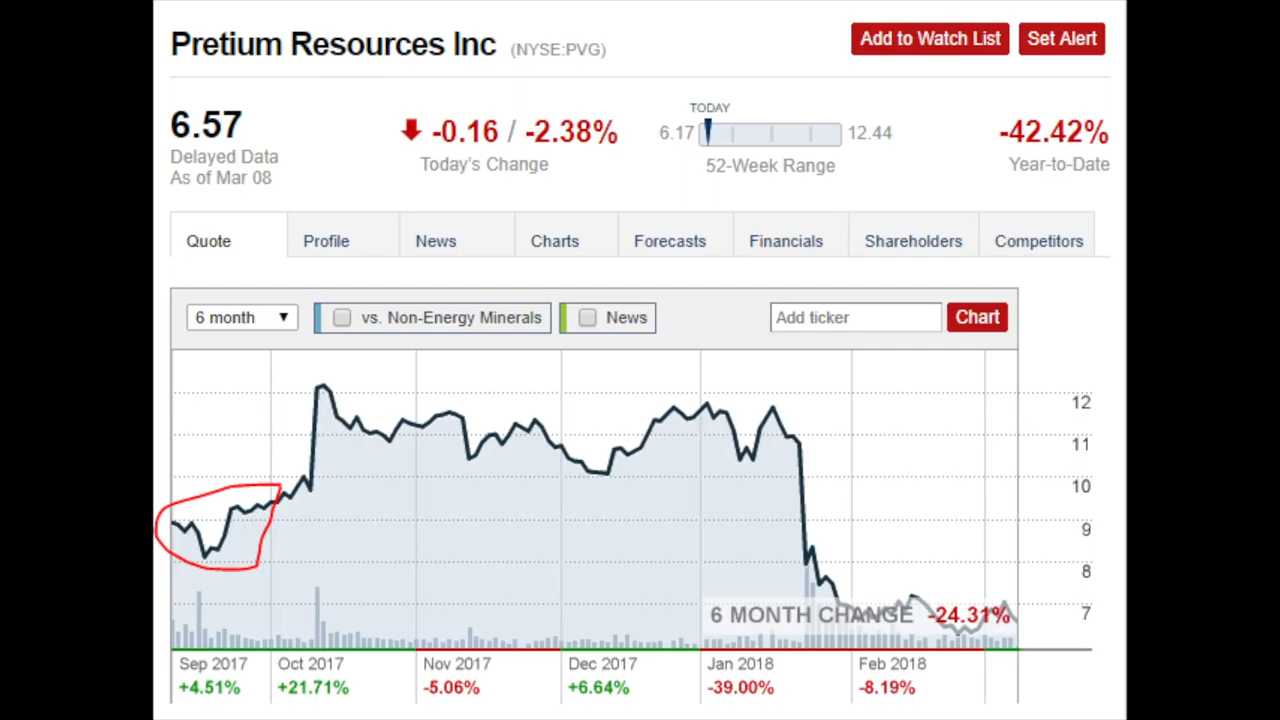 Pretium Resources Inc (NYSE:PVG)
Add to Watch List
Set Alert
6.57
Delayed Data
As of Mar 08
-0.16 / -2.38%
Today's Change
TODAY
6.17
12.44
52-Week Range
-42.42%
Year-to-Date
Quote
Profile
News
Charts
Forecasts
Financials
Shareholders
Competitors
6 month
vs. Non-Energy Minerals
News
Add ticker
Chart
12
11
10
9
8
7
6 MONTH CHANGE -24.31%
Sep 2017
Oct 2017
Nov 2017
Dec 2017
Jan 2018
Feb 2018
+4.51%
+21.71%
-5.06%
+6.64%
-39.00%
-8.19%